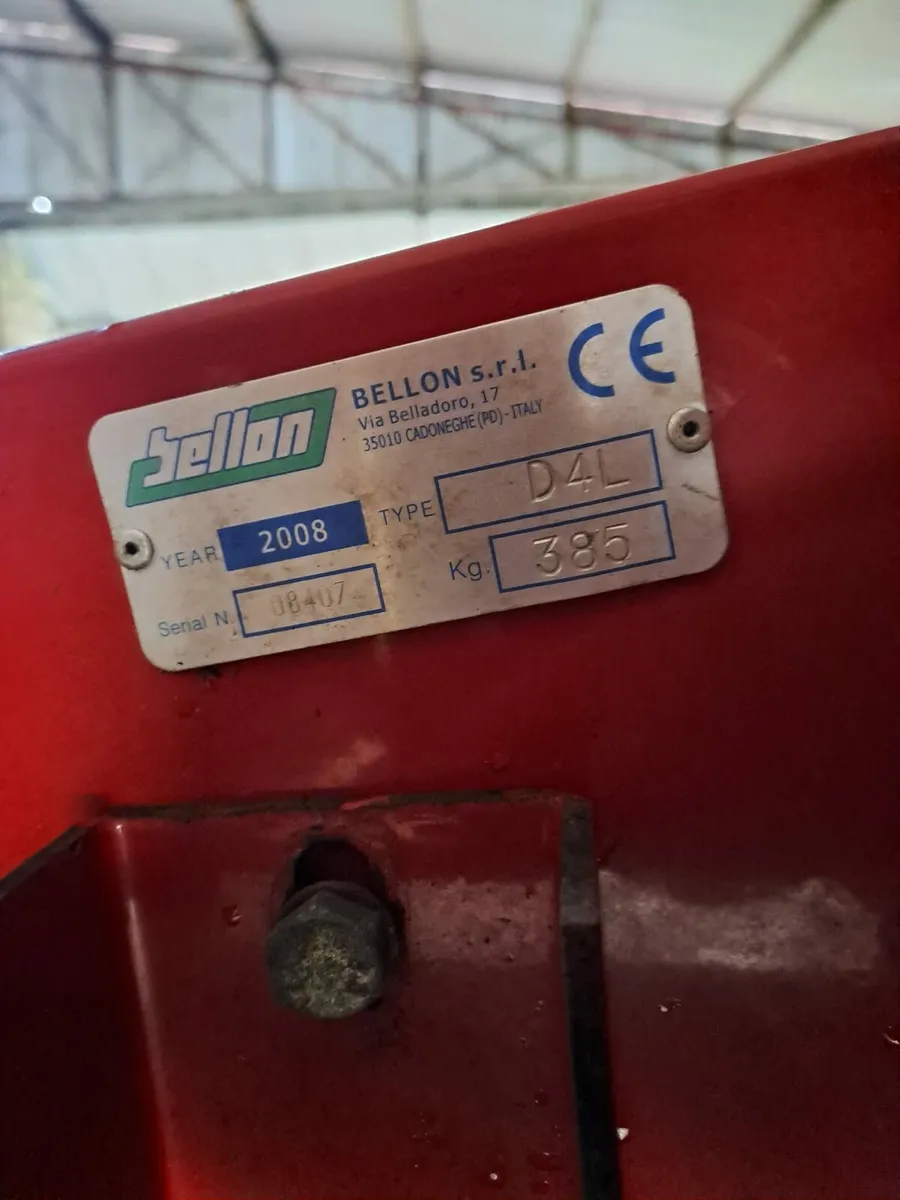 bellon
BELLON s.r.l.
Via Belladoro, 17
35010 CADONEGHE (PD) - ITALY
CE
YEAR 2008 TYPE D4L
Serial N. 08407 Kg. 385